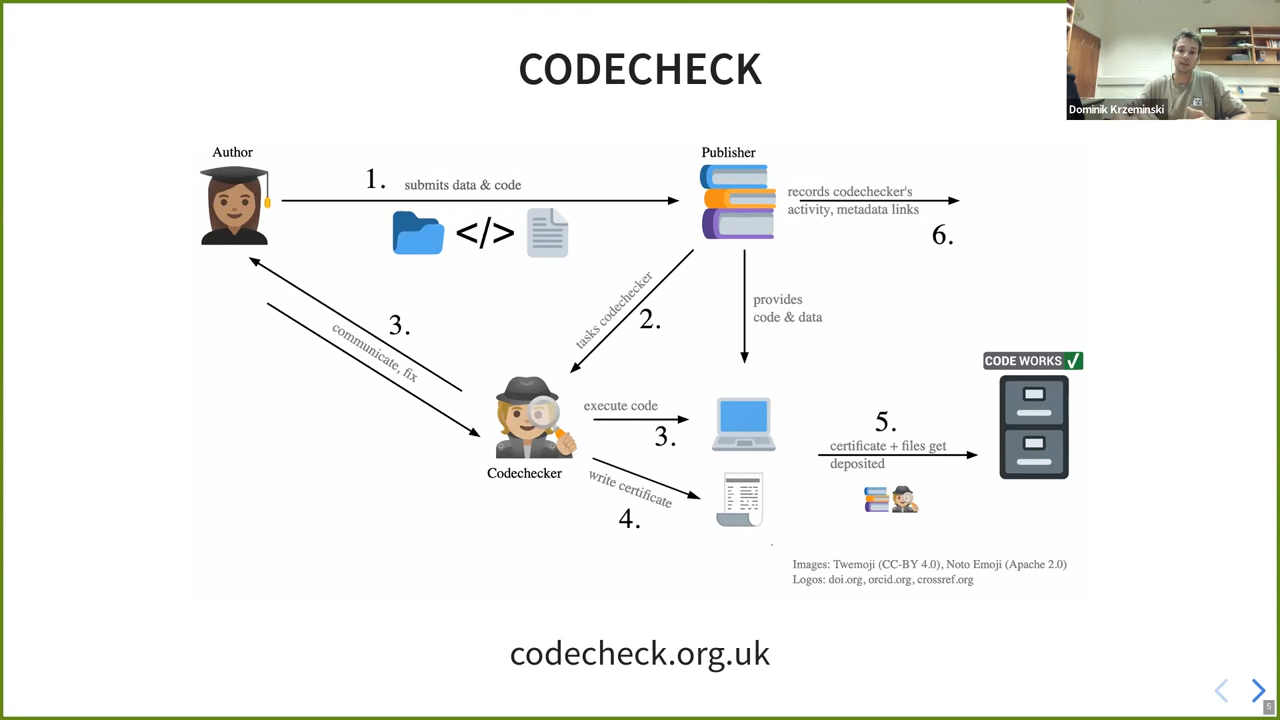 CODECHECK
Dominik Krzeminski
Author
Publisher
1. submits data & code
</>
records codechecker's
activity, metadata links
6.
tasks codechecker
2.
provides
code & data
3.
communicate, fix
CODE WORKS
execute code
3.
Codechecker
write certificate
4.
5.
certificate + files get
deposited
Images: Twemoji (CC-BY 4.0), Noto Emoji (Apache 2.0)
Logos: doi.org, orcid.org, crossref.org
codecheck.org.uk
5